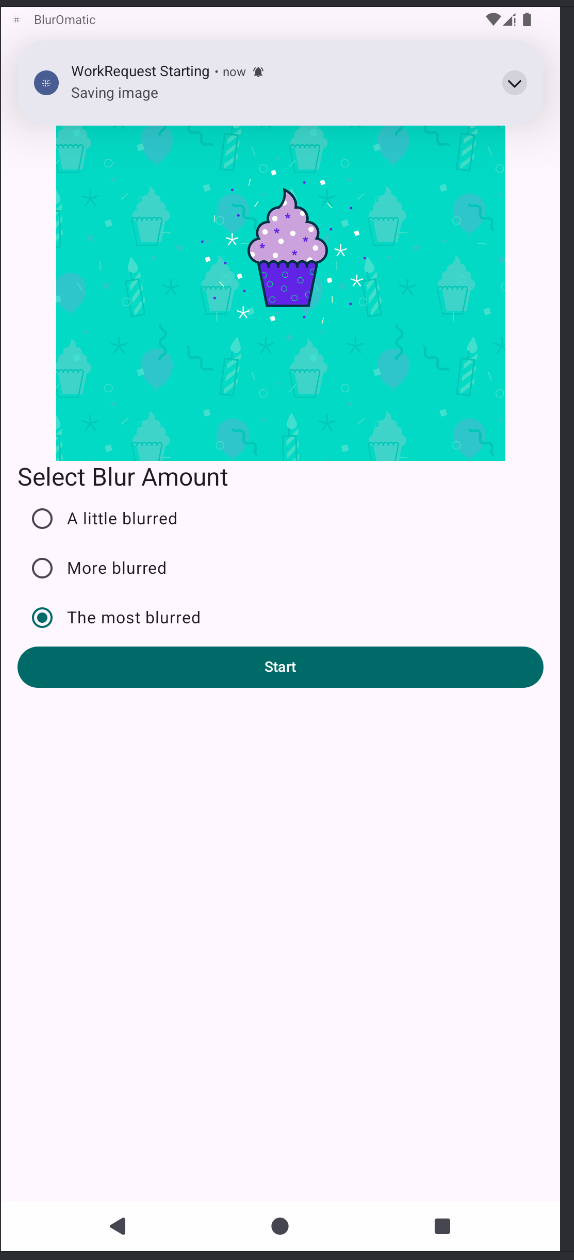 BlurOmatic
WorkRequest Starting • now
Saving image
Select Blur Amount
A little blurred
More blurred
The most blurred
Start